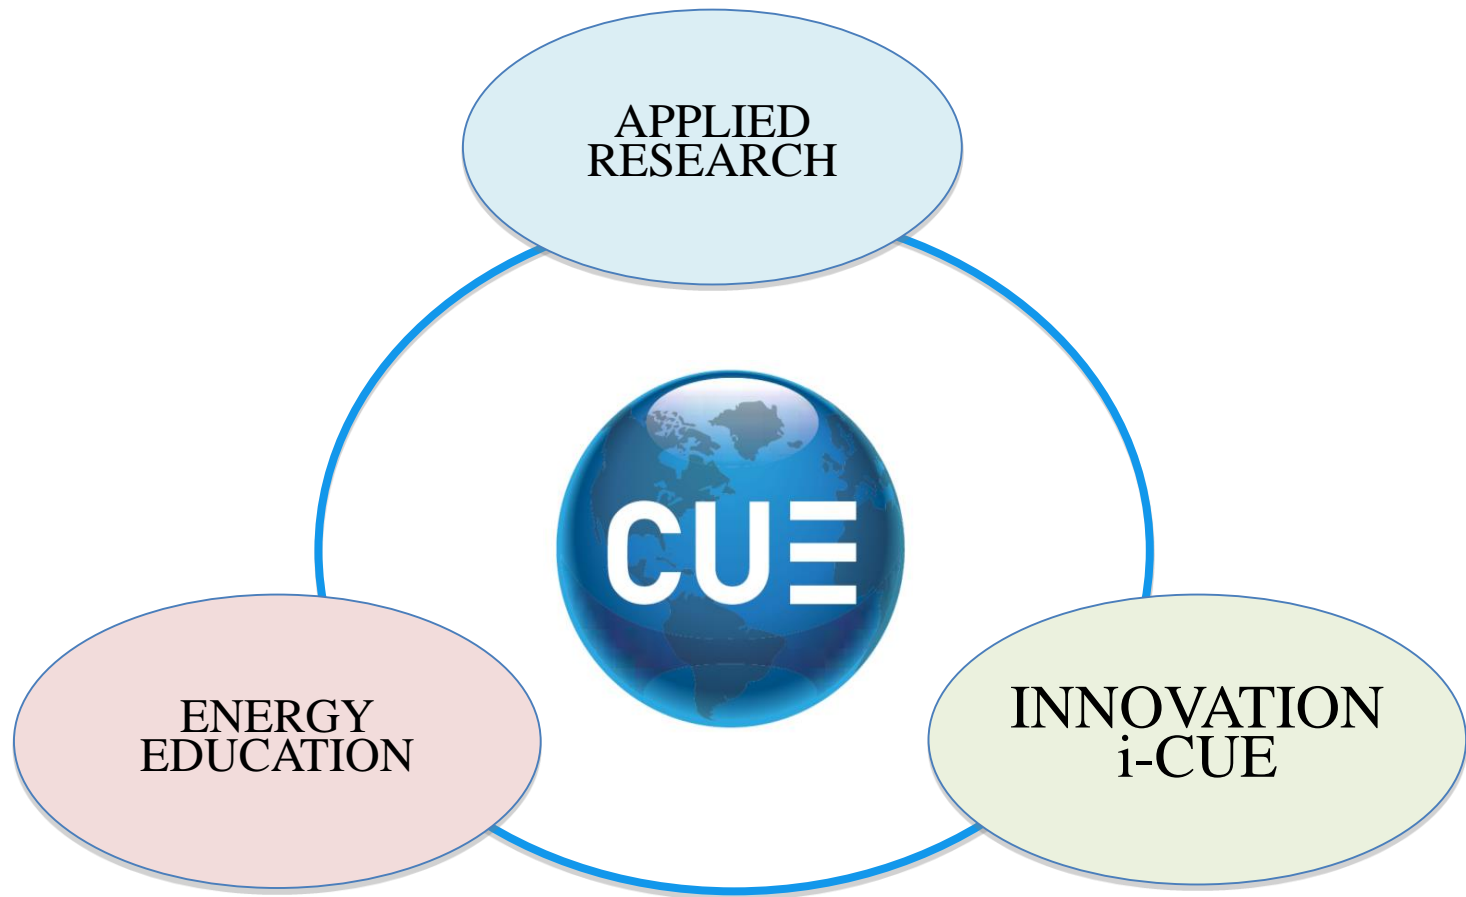 APPLIED
RESEARCH
CUE
ENERGY
EDUCATION
INNOVATION
i-CUE